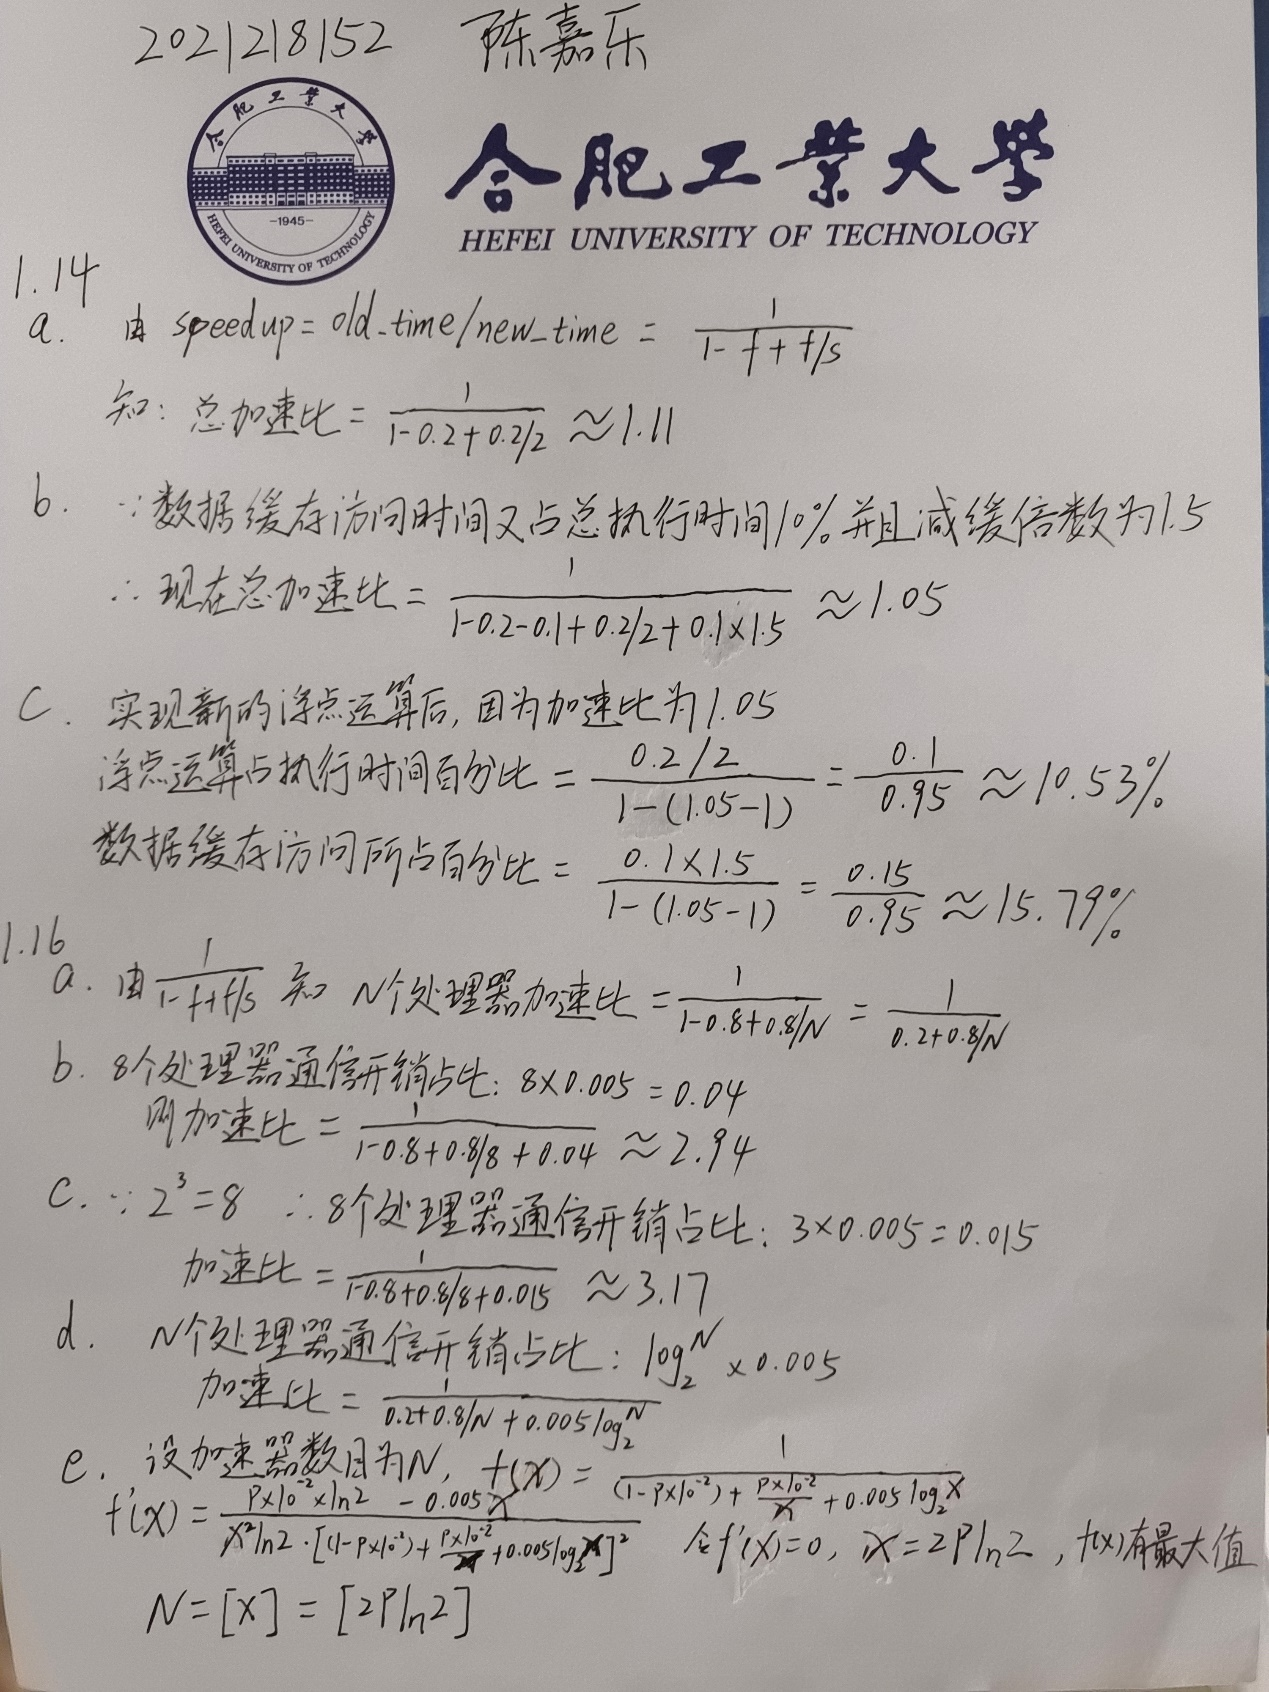 2021218152 陈嘉乐
合肥工業大學
合肥工業大學
-1945-
HEFEI UNIVERSITY OF TECHNOLOGY
HEFEI UNIVERSITY OF TECHNOLOGY
1.14
a. 由 speedup = old_time/new_time = 1/(1-f+f/s)
知: 总加速比 = 1/(1-0.2+0.2/2) ≈ 1.11
b. ∵数据缓存访问时间又占总执行时间10%并且减缓倍数为1.5
∴现在总加速比 = 1/(1-0.2-0.1+0.2/2+0.1×1.5) ≈ 1.05
c. 实现新的浮点运算后, 因为加速比为1.05
浮点运算占执行时间百分比 = (0.2/2)/(1-(1.05-1)) = 0.1/0.95 ≈ 10.53%
数据缓存访问所占百分比 = (0.1×1.5)/(1-(1.05-1)) = 0.15/0.95 ≈ 15.79%
1.16
a. 由 1/(1-f+f/s) 知 N个处理器加速比 = 1/(1-0.8+0.8/N) = 1/(0.2+0.8/N)
b. 8个处理器通信开销占比: 8×0.005=0.04
则加速比 = 1/(1-0.8+0.8/8+0.04) ≈ 2.94
c. ∵2³=8 ∴8个处理器通信开销占比: 3×0.005=0.015
加速比 = 1/(1-0.8+0.8/8+0.015) ≈ 3.17
d. N个处理器通信开销占比: log₂ᴺ ×0.005
加速比 = 1/(0.2+0.8/N+0.005log₂ᴺ)
e. 设加速器数目为N, f(x) = 1/((1-P×10⁻²)+P×10⁻²/x+0.005log₂x)
f'(x) = (P×10⁻²×ln2-0.005x)/(x²ln2·[(1-P×10⁻²)+P×10⁻²/x+0.005log₂x]²) 令f'(x)=0, x=2Pln2, f(x)有最大值
N=[x]=[2Pln2]